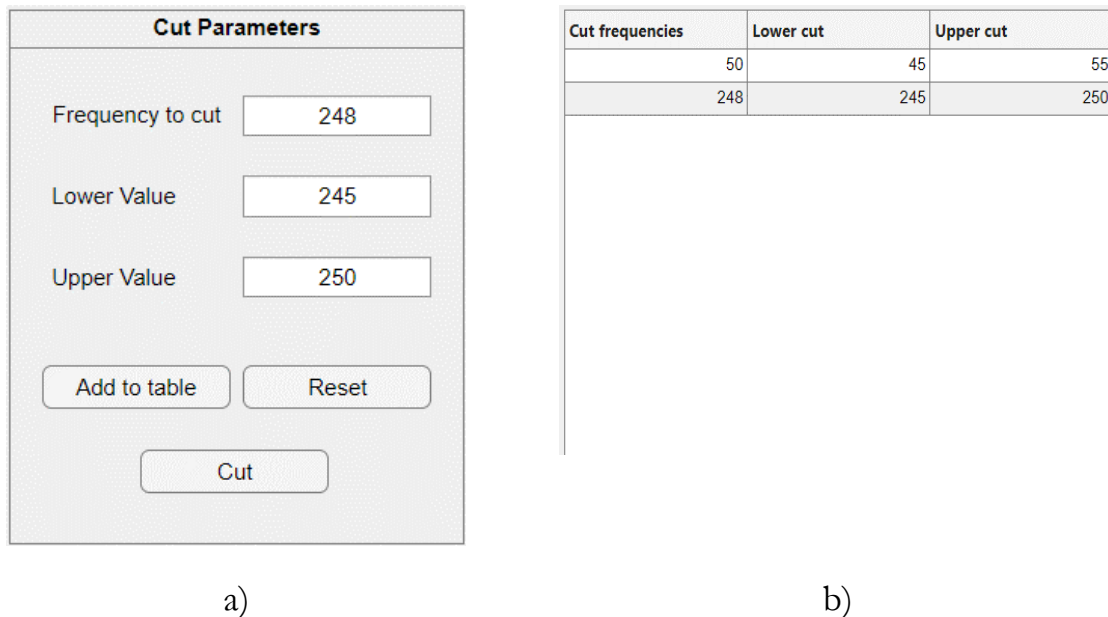 Cut Parameters
Frequency to cut 248
Lower Value 245
Upper Value 250
Add to table Reset
Cut
a)
Cut frequencies Lower cut Upper cut
50 45 55
248 245 250
b)